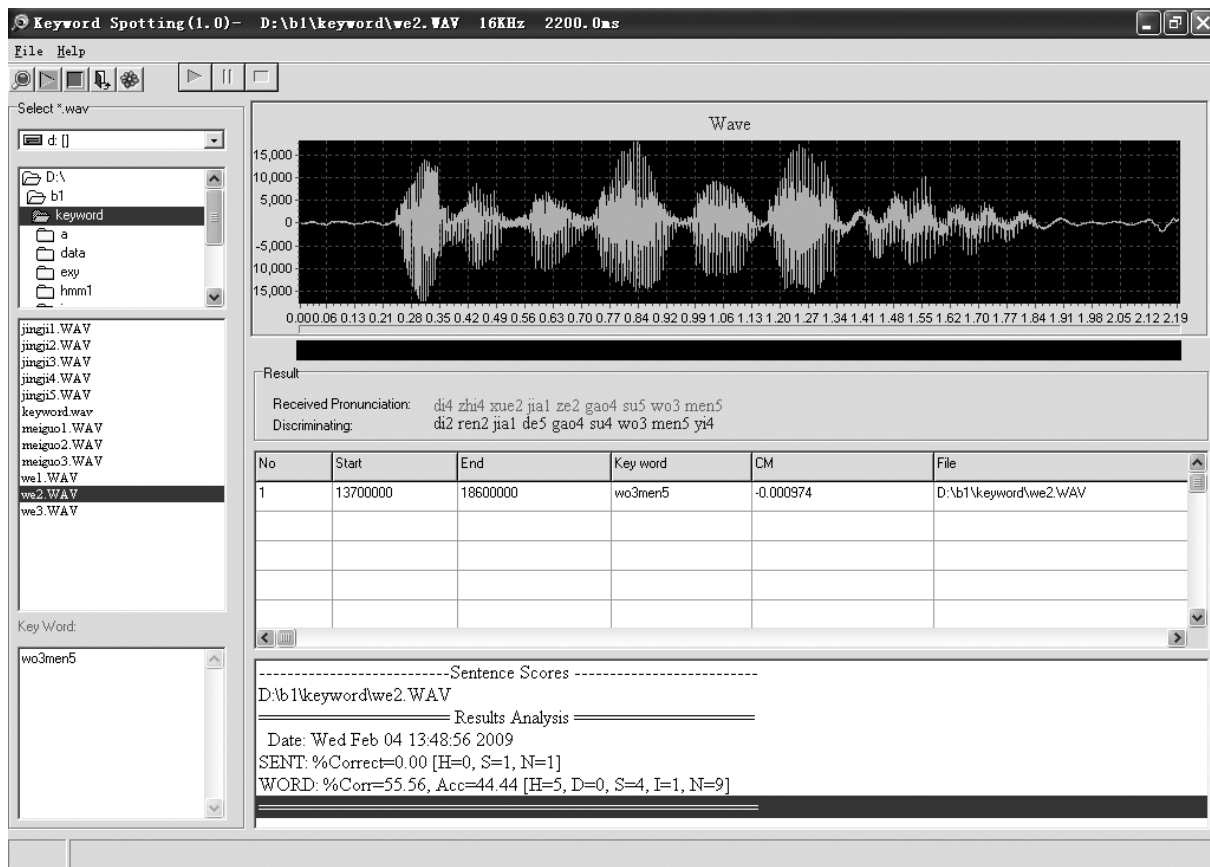 Keyword Spotting(1.0)- D:\b1\keyword\we2.WAV 16KHz 2200.0ms
File Help
Select *.wav
d: []
D:\
b1
keyword
a
data
exy
hmm1
jingji1.WAV
jingji2.WAV
jingji3.WAV
jingji4.WAV
jingji5.WAV
keyword.wav
meiguo1.WAV
meiguo2.WAV
meiguo3.WAV
we1.WAV
we2.WAV
we3.WAV
Key Word:
wo3men5
Wave
15,000
10,000
5,000
0
-5,000
10,000
15,000
0.000.06 0.13 0.21 0.28 0.35 0.42 0.49 0.56 0.63 0.70 0.77 0.84 0.92 0.99 1.06 1.13 1.20 1.27 1.34 1.41 1.48 1.55 1.62 1.70 1.77 1.84 1.91 1.98 2.05 2.12 2.19
Result
Received Pronunciation: di4 zhi4 xue2 jia1 ze2 gao4 su5 wo3 men5
Discriminating: di2 ren2 jia1 de5 gao4 su4 wo3 men5 yi4
No Start End Key word CM File
1 13700000 18600000 wo3men5 -0.000974 D:\b1\keyword\we2.WAV
---------------------------Sentence Scores --------------------------
D:\b1\keyword\we2.WAV
===================== Results Analysis ====================
Date: Wed Feb 04 13:48:56 2009
SENT: %Correct=0.00 [H=0, S=1, N=1]
WORD: %Corr=55.56, Acc=44.44 [H=5, D=0, S=4, I=1, N=9]
=======================================================